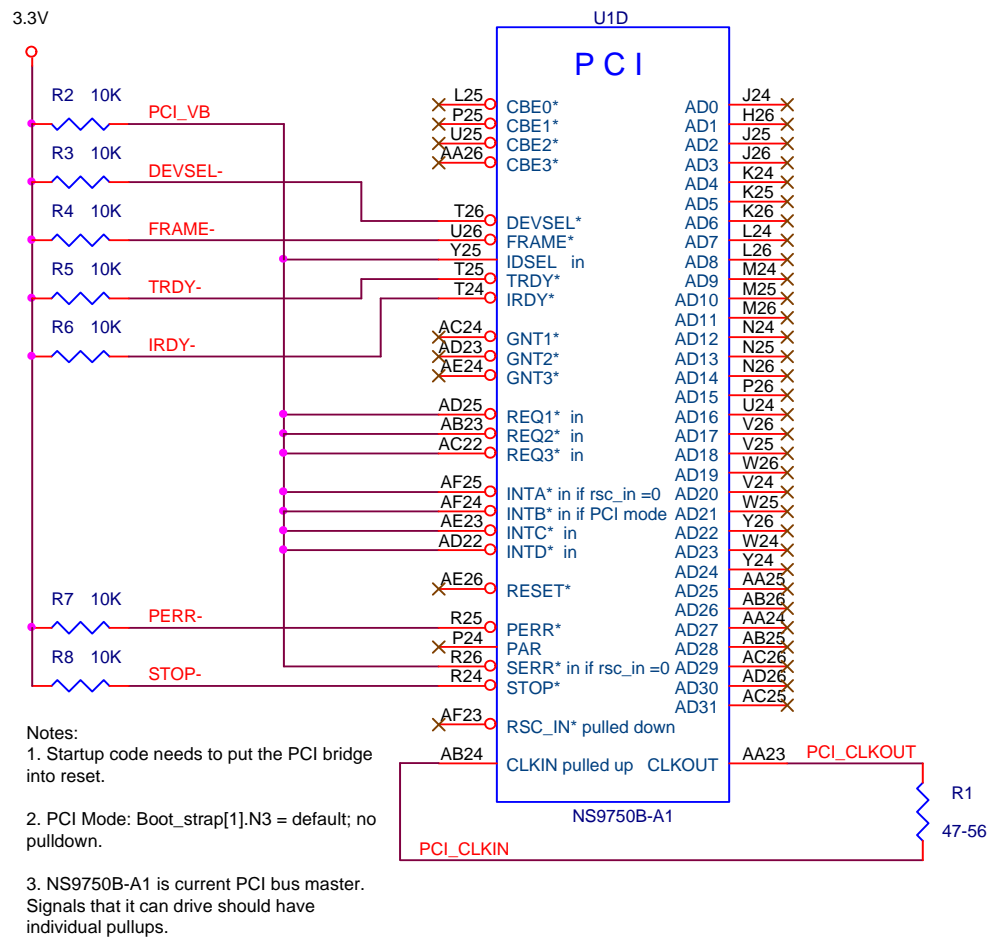 3.3V
U1D
PCI
R2 10K
PCI_VB
R3 10K
DEVSEL-
R4 10K
FRAME-
R5 10K
TRDY-
R6 10K
IRDY-
R7 10K
PERR-
R8 10K
STOP-
L25 CBE0*
P25 CBE1*
U25 CBE2*
AA26 CBE3*
T26 DEVSEL*
U26 FRAME*
Y25 IDSEL in
T25 TRDY*
T24 IRDY*
AC24 GNT1*
AD23 GNT2*
AE24 GNT3*
AD25 REQ1* in
AB23 REQ2* in
AC22 REQ3* in
AF25 INTA* in if rsc_in =0
AF24 INTB* in if PCI mode
AE23 INTC* in
AD22 INTD* in
AE26 RESET*
R25 PERR*
P24 PAR
R26 SERR* in if rsc_in =0
R24 STOP*
AF23 RSC_IN* pulled down
AB24 CLKIN pulled up
AD0 J24
AD1 H26
AD2 J25
AD3 J26
AD4 K24
AD5 K25
AD6 K26
AD7 L24
AD8 L26
AD9 M24
AD10 M25
AD11 M26
AD12 N24
AD13 N25
AD14 N26
AD15 P26
AD16 U24
AD17 V26
AD18 V25
AD19 W26
AD20 V24
AD21 W25
AD22 Y26
AD23 W24
AD24 Y24
AD25 AA25
AD26 AB26
AD27 AA24
AD28 AB25
AD29 AC26
AD30 AD26
AD31 AC25
CLKOUT AA23
PCI_CLKOUT
R1
47-56
NS9750B-A1
PCI_CLKIN
Notes:
1. Startup code needs to put the PCI bridge
into reset.
2. PCI Mode: Boot_strap[1].N3 = default; no
pulldown.
3. NS9750B-A1 is current PCI bus master.
Signals that it can drive should have
individual pullups.